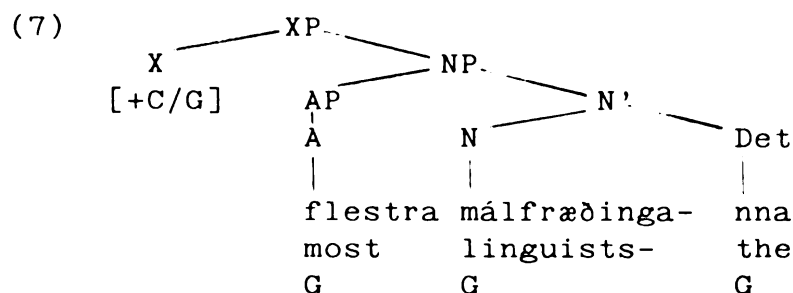 (7) XP
X NP
[+C/G] AP N'
A N Det
flestra málfræðinga- nna
most linguists- the
G G G